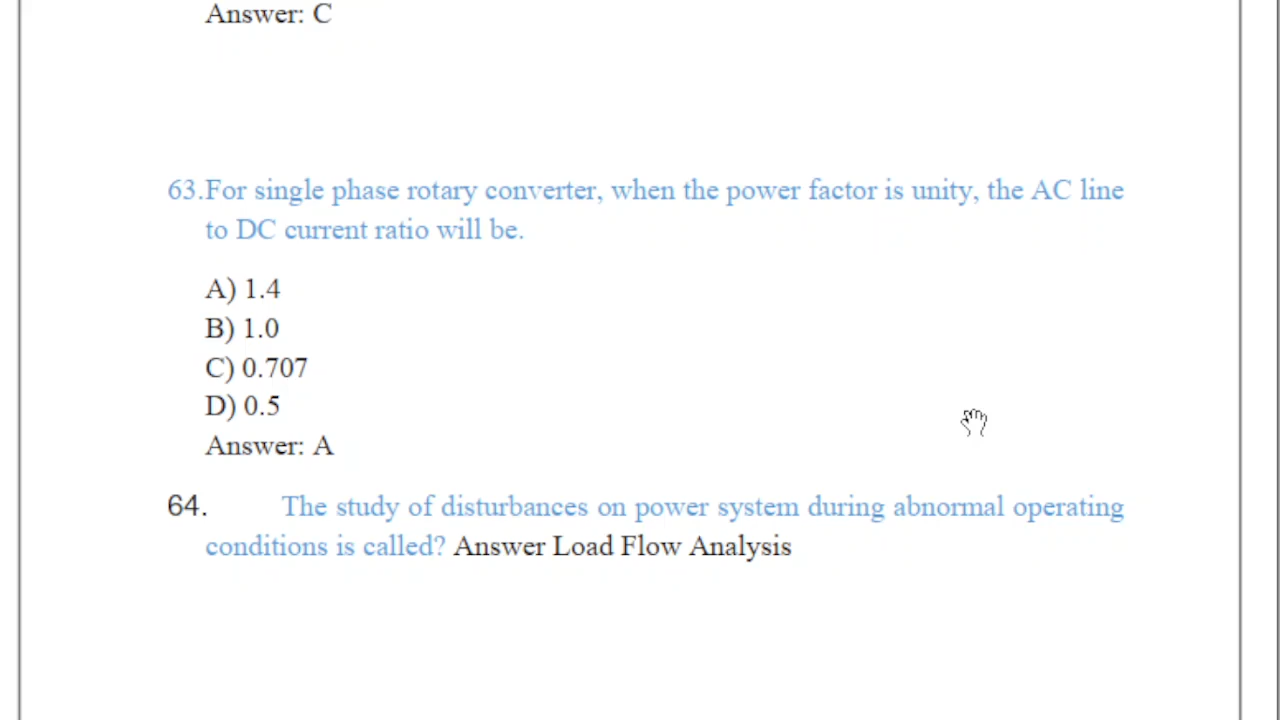 Answer: C
63.For single phase rotary converter, when the power factor is unity, the AC line
to DC current ratio will be.
A) 1.4
B) 1.0
C) 0.707
D) 0.5
Answer: A
64. The study of disturbances on power system during abnormal operating
conditions is called? Answer Load Flow Analysis